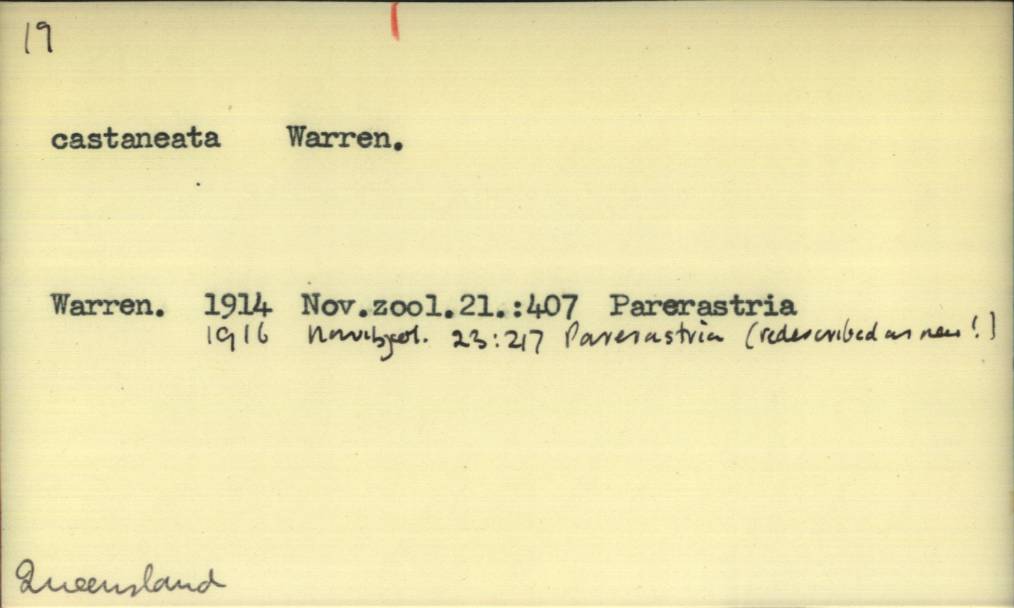 19
castaneata Warren.
Warren. 1914 Nov.zool.21.:407 Parerastria
1916 Novit.zool. 23:217 Parerastria (redescribed as new!)
Queensland